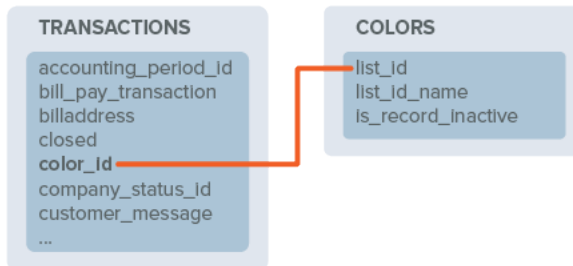 TRANSACTIONS
accounting_period_id
bill_pay_transaction
billaddress
closed
color_id
company_status_id
customer_message
...
COLORS
list_id
list_id_name
is_record_inactive